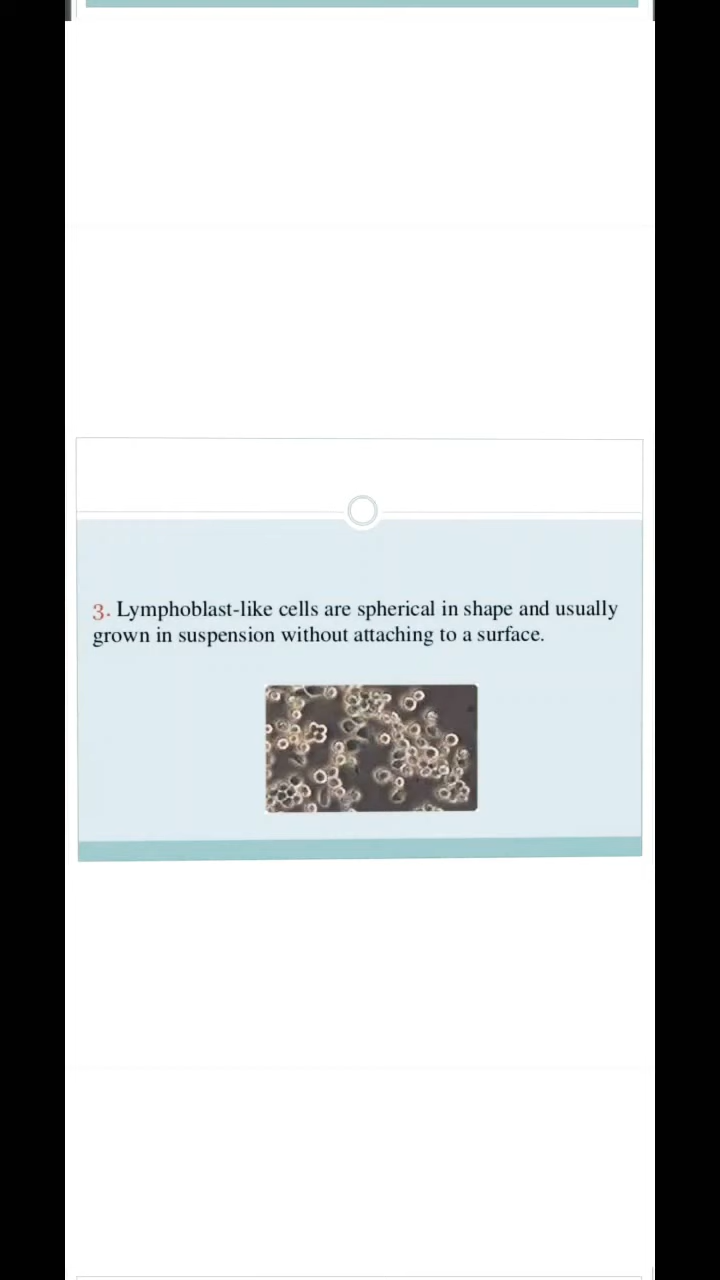 3. Lymphoblast-like cells are spherical in shape and usually
grown in suspension without attaching to a surface.